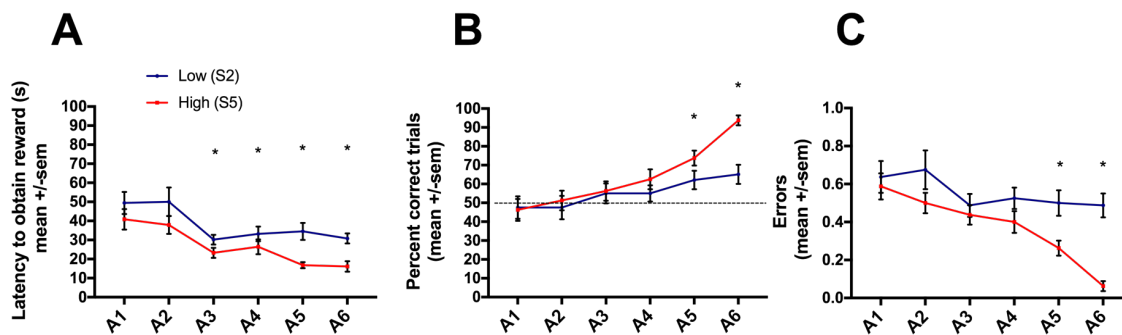 A
B
C
Low (S2)
High (S5)
Latency to obtain reward (s)
mean +/-sem
100
90
80
70
60
50
40
30
20
10
0
*
*
*
*
A1
A2
A3
A4
A5
A6
Percent correct trials
(mean +/-sem)
100
90
80
70
60
50
40
30
20
10
0
*
*
A1
A2
A3
A4
A5
A6
Errors
(mean +/-sem)
1.0
0.8
0.6
0.4
0.2
0.0
*
*
A1
A2
A3
A4
A5
A6